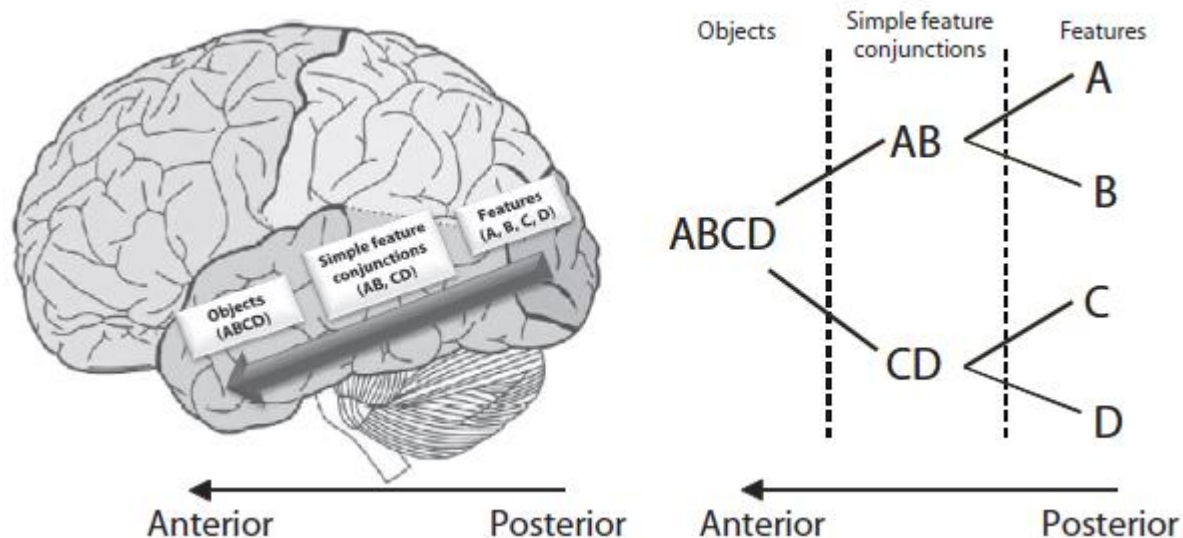 Objects
(ABCD)
Simple feature
conjunctions
(AB, CD)
Features
(A, B, C, D)
Anterior
Posterior
Objects
Simple feature
conjunctions
Features
A
AB
B
ABCD
C
CD
D
Anterior
Posterior